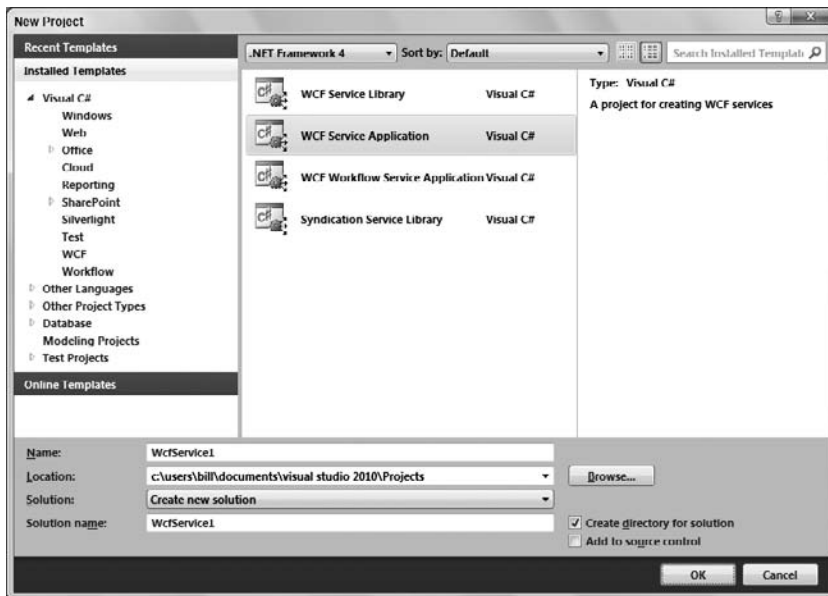 New Project
Recent Templates
Installed Templates
Visual C#
Windows
Web
Office
Cloud
Reporting
SharePoint
Silverlight
Test
WCF
Workflow
Other Languages
Other Project Types
Database
Modeling Projects
Test Projects
Online Templates
.NET Framework 4
Sort by: Default
Search Installed Templat
WCF Service Library Visual C#
WCF Service Application Visual C#
WCF Workflow Service Application Visual C#
Syndication Service Library Visual C#
Type: Visual C#
A project for creating WCF services
Name: WcfService1
Location: c:\users\bill\documents\visual studio 2010\Projects
Browse...
Solution: Create new solution
Solution name: WcfService1
Create directory for solution
Add to source control
OK Cancel